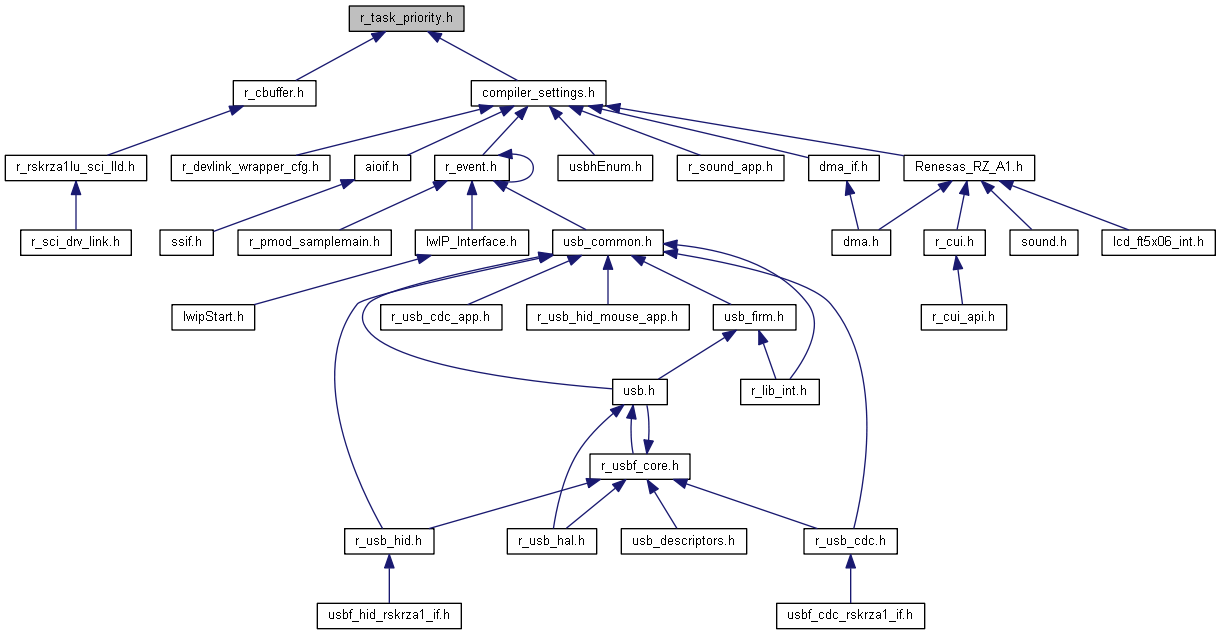 r_task_priority.h
r_cbuffer.h
compiler_settings.h
r_rskrza1lu_sci_lld.h
r_devlink_wrapper_cfg.h
aioif.h
r_event.h
usbhEnum.h
r_sound_app.h
dma_if.h
Renesas_RZ_A1.h
r_sci_drv_link.h
ssif.h
r_pmod_samplemain.h
lwIP_Interface.h
usb_common.h
dma.h
r_cui.h
sound.h
lcd_ft5x06_int.h
lwipStart.h
r_usb_cdc_app.h
r_usb_hid_mouse_app.h
usb_firm.h
r_cui_api.h
usb.h
r_lib_int.h
r_usbf_core.h
r_usb_hid.h
r_usb_hal.h
usb_descriptors.h
r_usb_cdc.h
usbf_hid_rskrza1_if.h
usbf_cdc_rskrza1_if.h